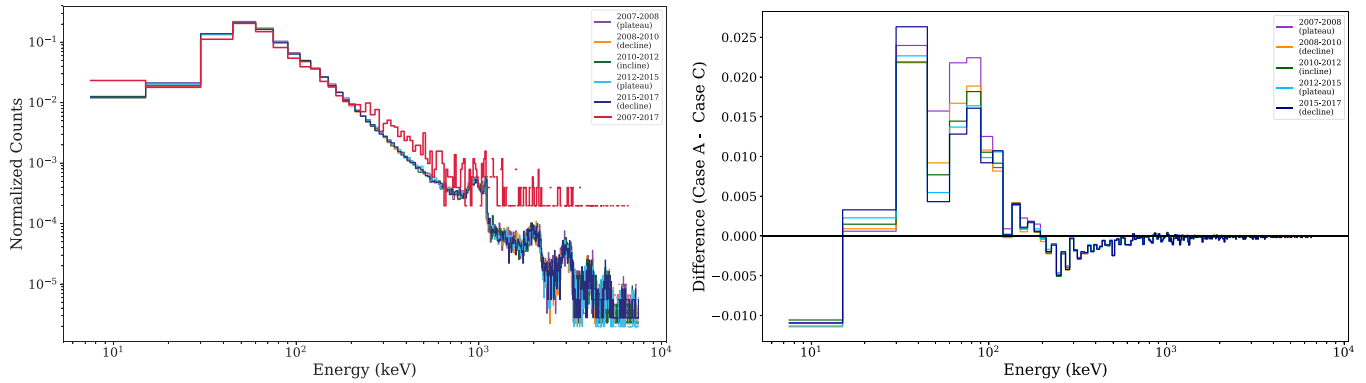 10⁻¹
10⁻²
10⁻³
10⁻⁴
10⁻⁵
Normalized Counts
10¹
10²
10³
10⁴
Energy (keV)
2007-2008
(plateau)
2008-2010
(decline)
2010-2012
(incline)
2012-2015
(plateau)
2015-2017
(decline)
2007-2017
0.025
0.020
0.015
0.010
0.005
0.000
−0.005
−0.010
Difference (Case A - Case C)
10¹
10²
10³
10⁴
Energy (keV)
2007-2008
(plateau)
2008-2010
(decline)
2010-2012
(incline)
2012-2015
(plateau)
2015-2017
(decline)